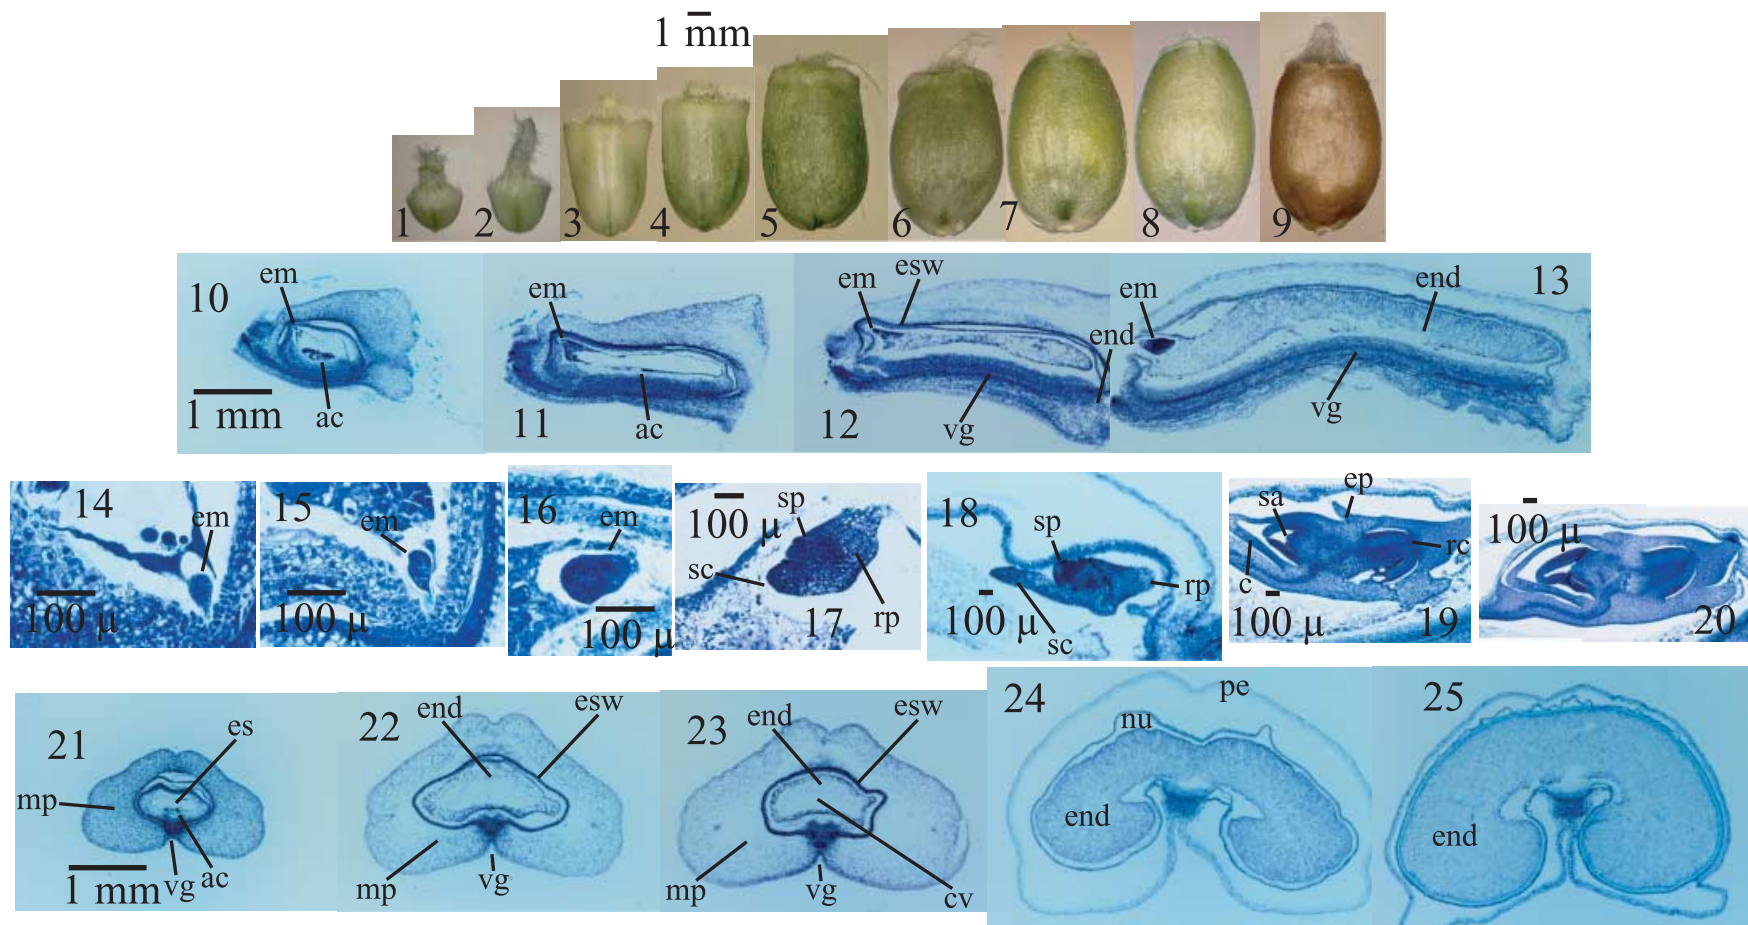 1 mm
1
2
3
4
5
6
7
8
9
10
em
1 mm
ac
em
11
ac
em
esw
end
12
vg
em
end
13
vg
14
em
100 μ
15
em
100 μ
16
em
100 μ
100 μ
sp
sc
rp
17
18
sp
rp
100 μ
sc
sa
ep
rc
c
100 μ
19
100 μ
20
21
es
mp
1 mm
vg
ac
22
end
esw
mp
vg
23
end
esw
mp
vg
cv
24
pe
nu
end
25
end